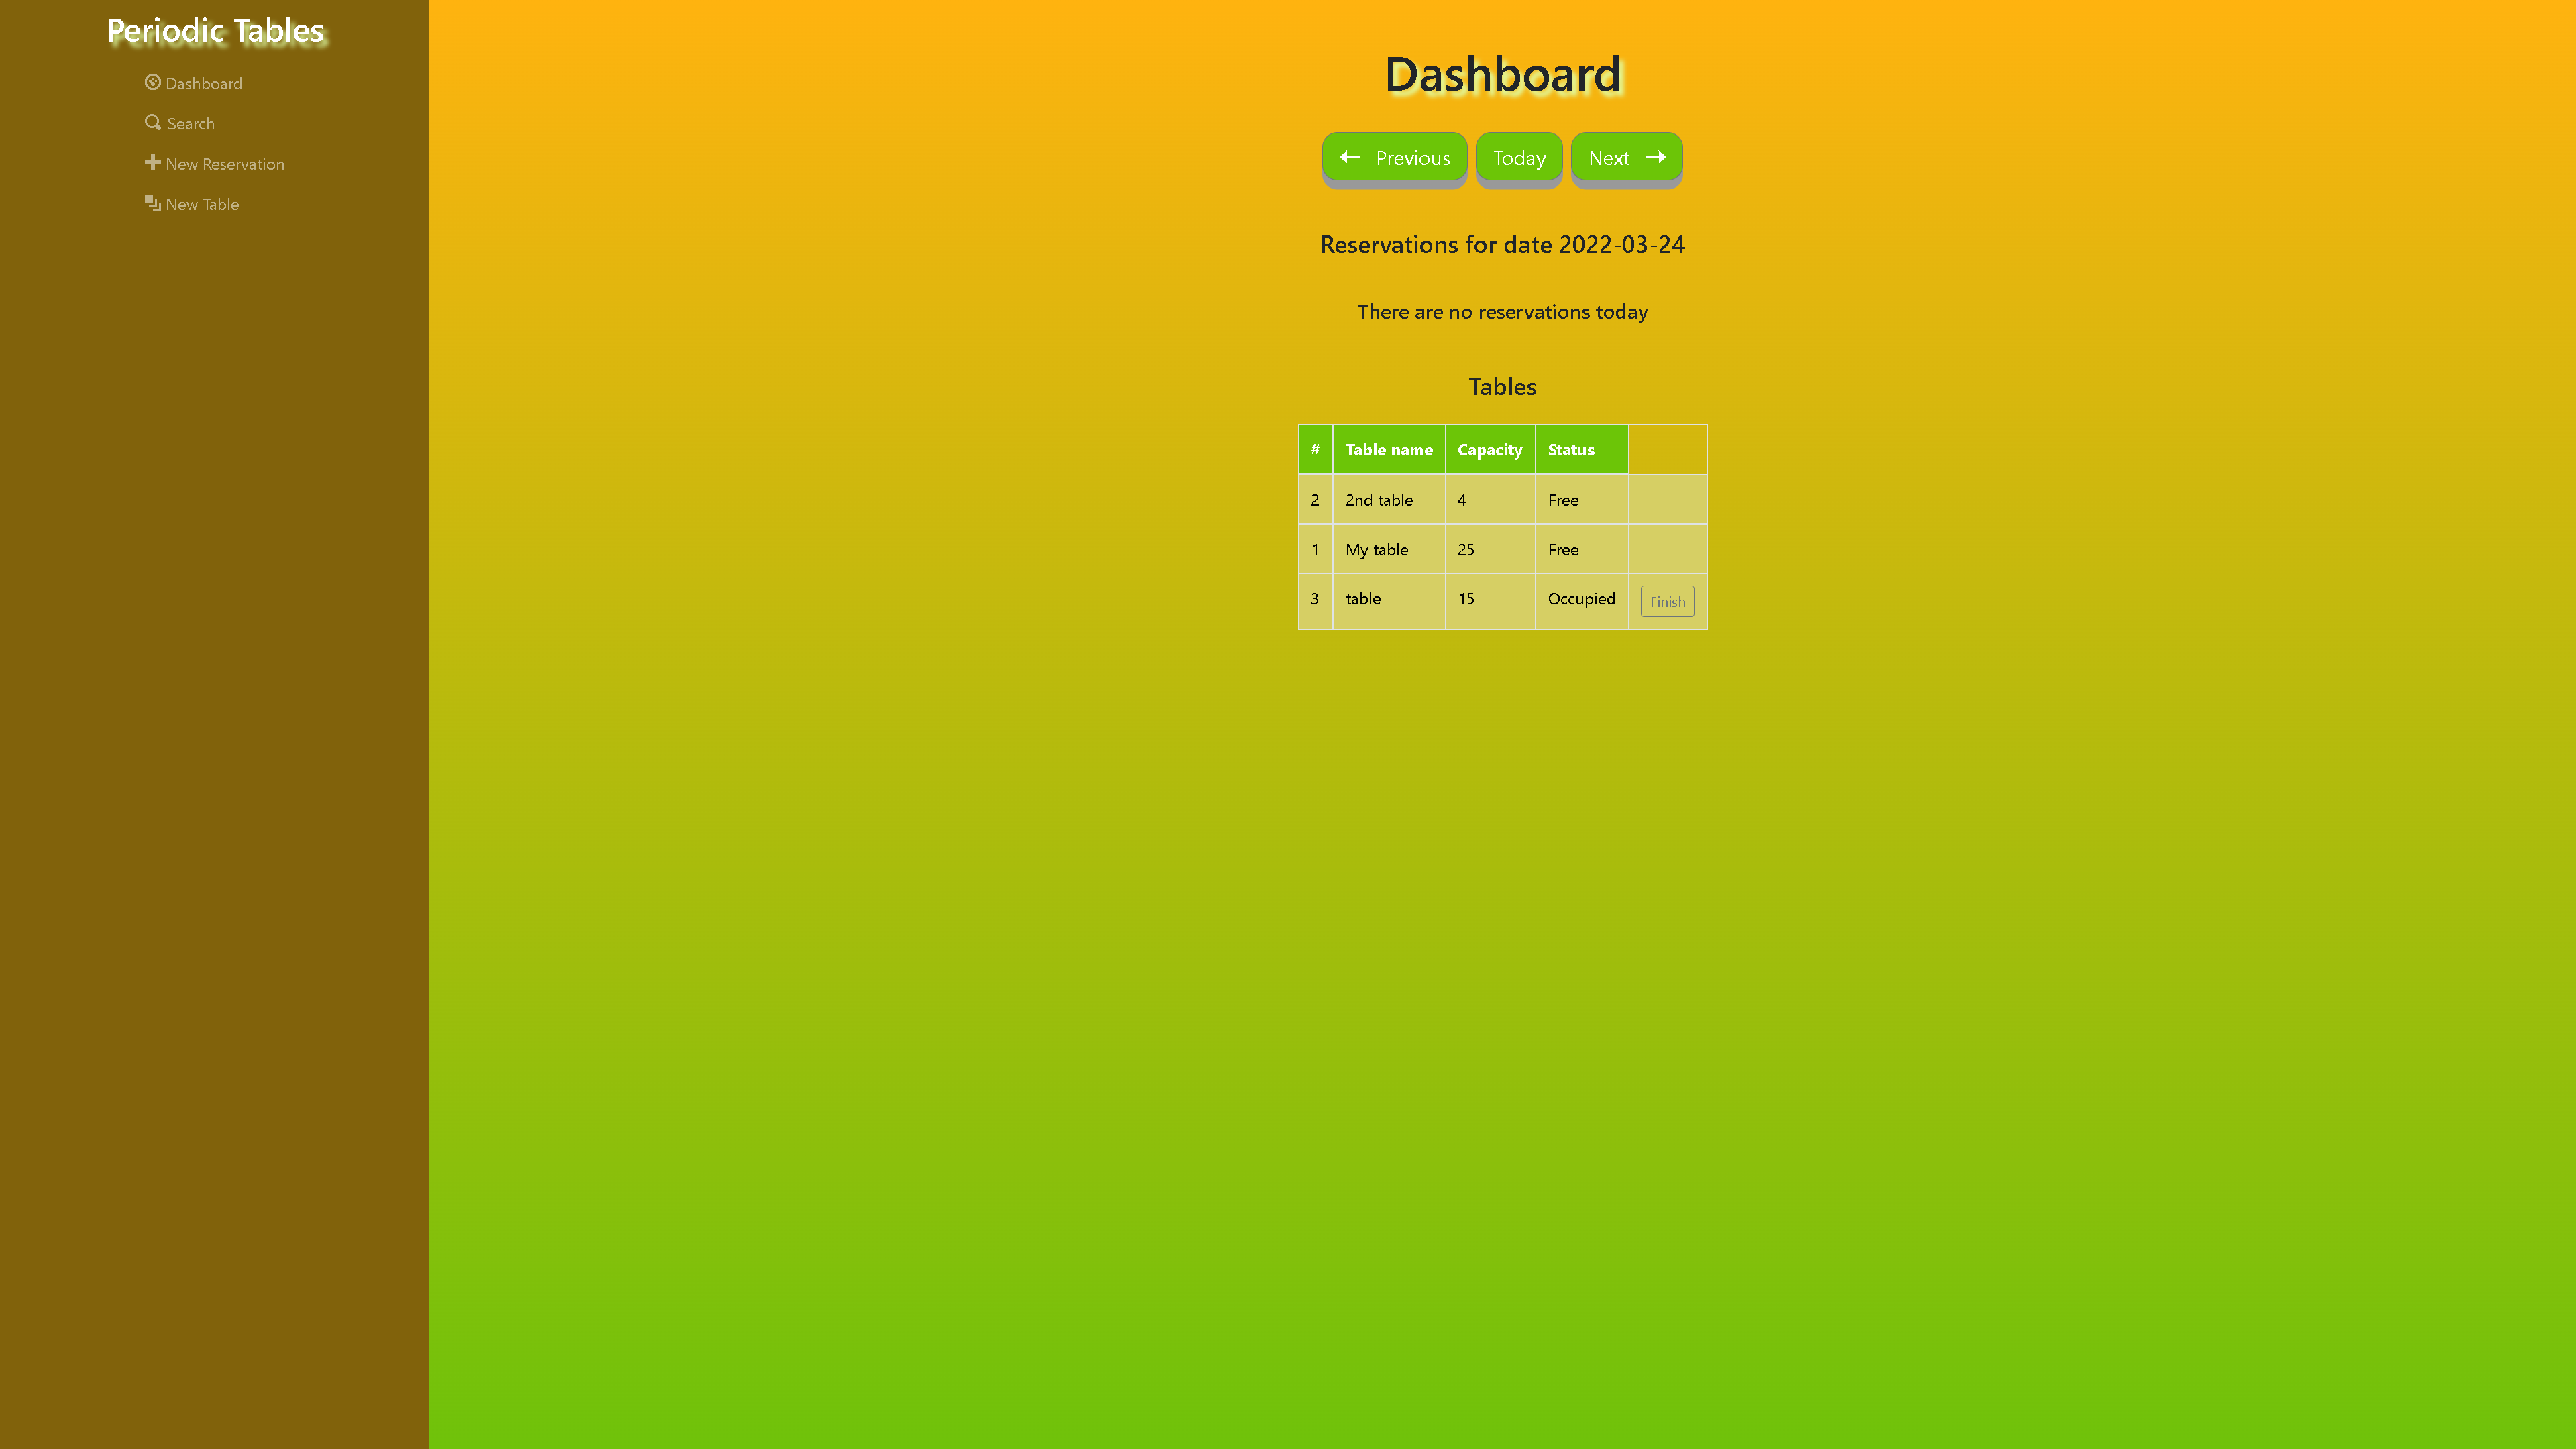 Periodic Tables
Dashboard
Search
New Reservation
New Table
Dashboard
Previous Today Next
Reservations for date 2022-03-24
There are no reservations today
Tables
# Table name Capacity Status
2 2nd table 4 Free
1 My table 25 Free
3 table 15 Occupied Finish